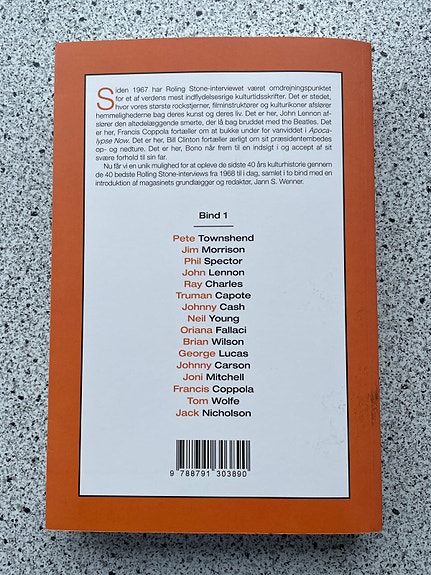 Siden 1967 har Roling Stone-interviewet været omdrejningspunktet
for et af verdens mest indflydelsesrige kulturtidsskrifter. Det er stedet,
hvor vores største rockstjerner, filminstruktører og kulturikoner afslører
hemmelighederne bag deres kunst og deres liv. Det er her, John Lennon af-
slører den altødelæggende smerte, der lå bag bruddet med the Beatles. Det
er her, Francis Coppola fortæller om at bukke under for vanviddet i Apoca-
lypse Now. Det er her, Bill Clinton fortæller om sit præsidentembedes
op- og nedture. Det er her, Bono når frem til en indsigt i og accept af sit
svære forhold til sin far.
Nu får vi en unik mulighed for at opleve de sidste 40 års kulturhistorie gennem
de 40 bedste Rolling Stone-interviews fra 1968 til i dag, samlet i to bind med en
introduktion af magasinets grundlægger og redaktør, Jann S. Wenner.
Bind 1
Pete Townshend
Jim Morrison
Phil Spector
John Lennon
Ray Charles
Truman Capote
Johnny Cash
Neil Young
Oriana Fallaci
Brian Wilson
George Lucas
Johnny Carson
Joni Mitchell
Francis Coppola
Tom Wolfe
Jack Nicholson
9 788791 303890